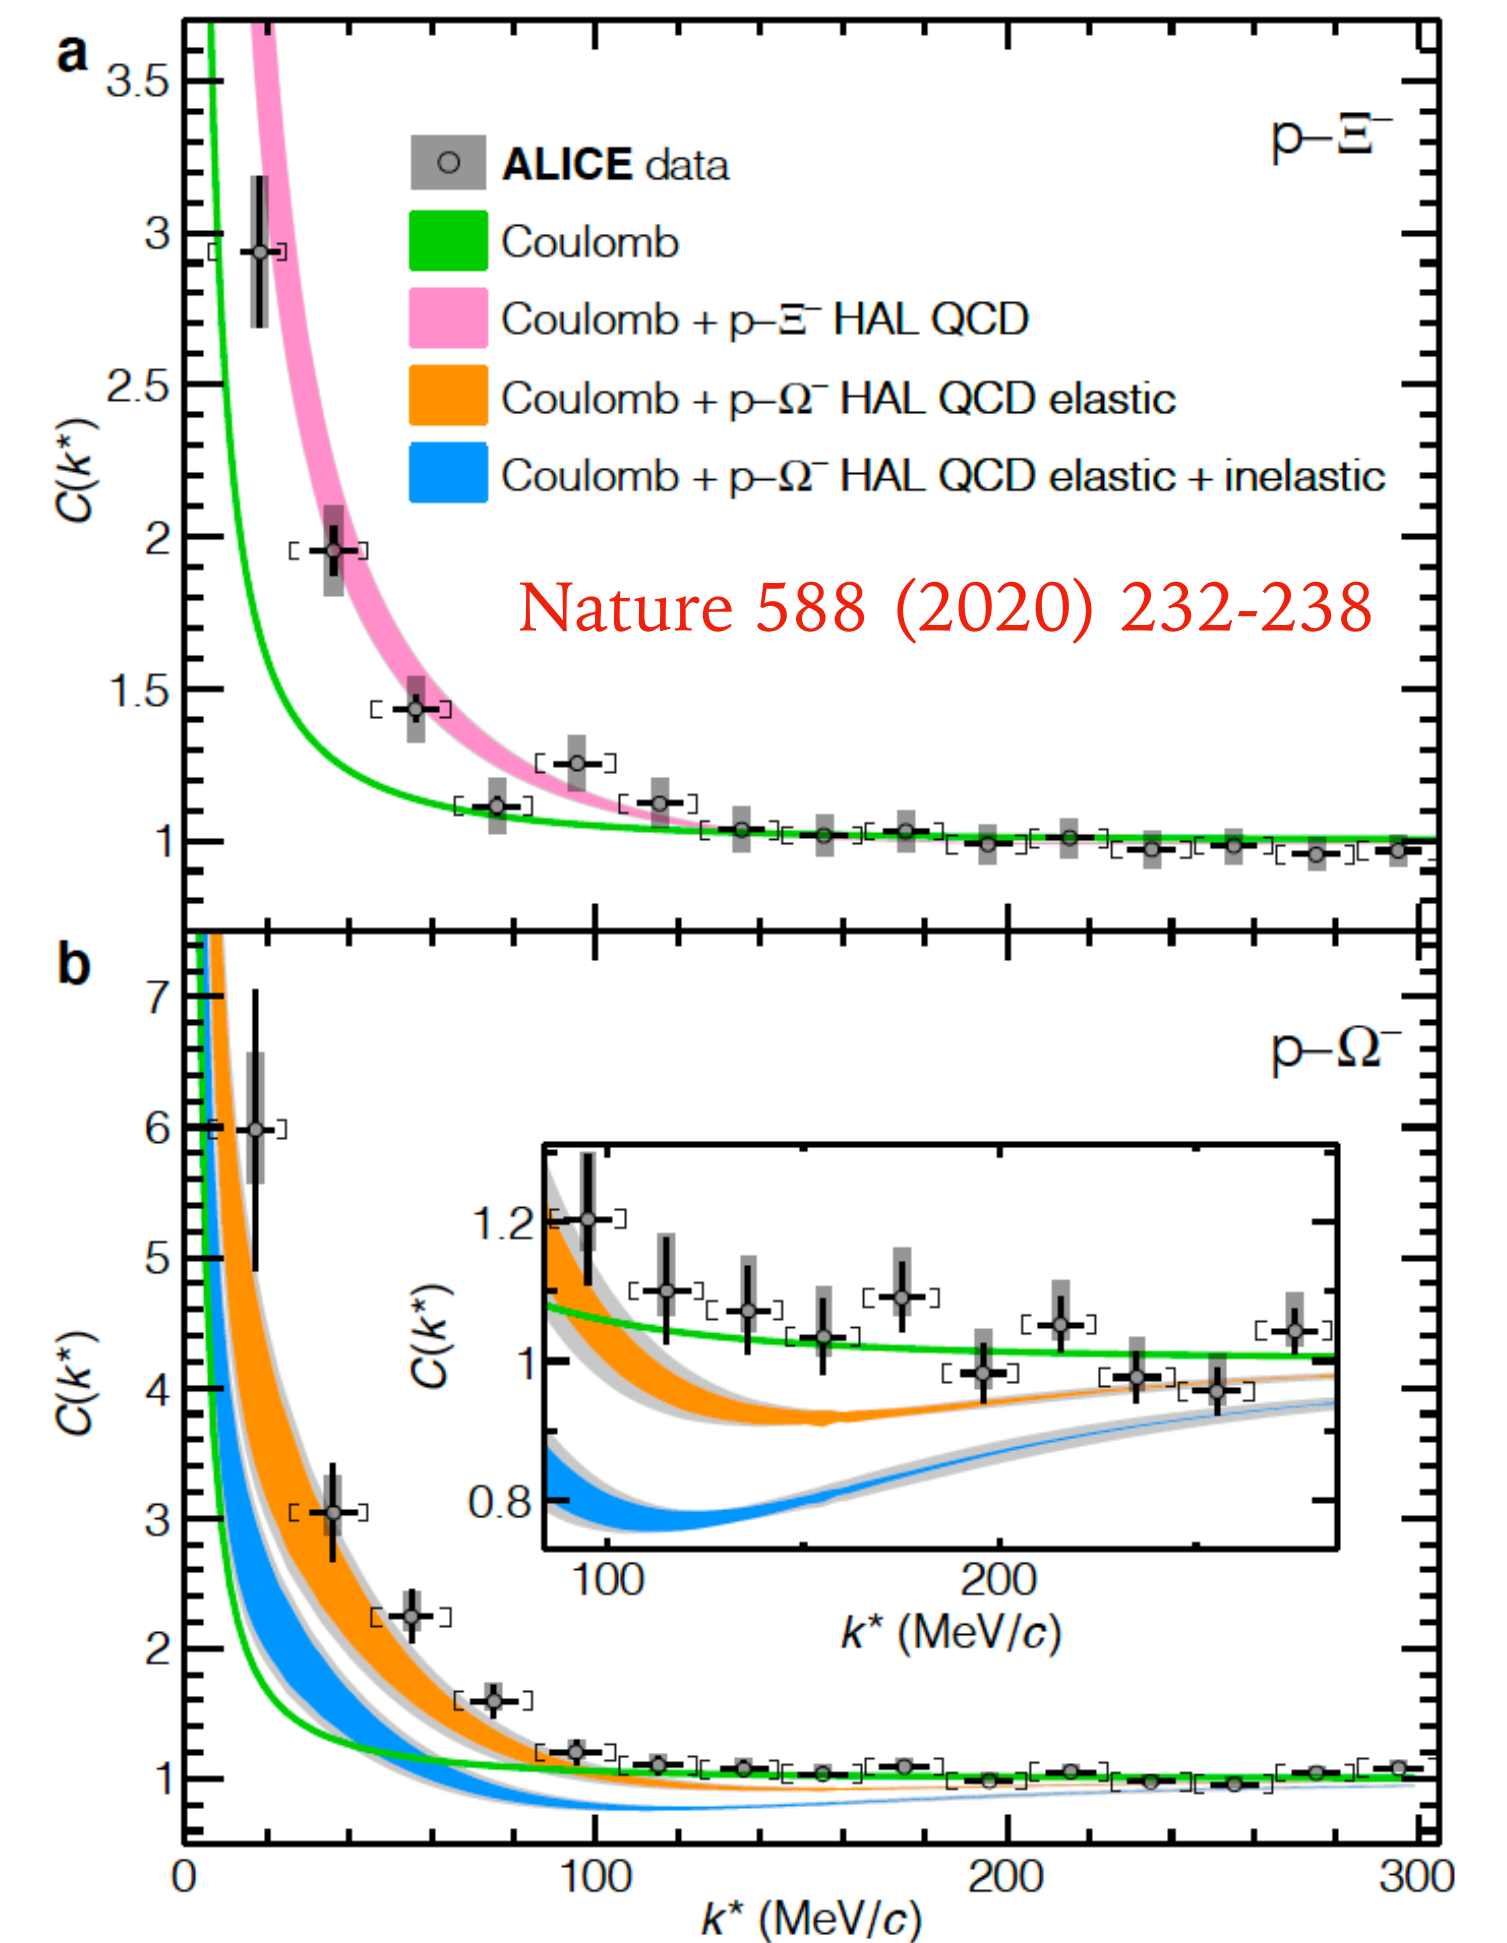 a
p–Ξ⁻
3.5
3
2.5
2
1.5
1
C(k*)
ALICE data
Coulomb
Coulomb + p–Ξ⁻ HAL QCD
Coulomb + p–Ω⁻ HAL QCD elastic
Coulomb + p–Ω⁻ HAL QCD elastic + inelastic
Nature 588 (2020) 232-238
b
p–Ω⁻
7
6
5
4
3
2
1
C(k*)
1.2
1
0.8
C(k*)
100 200
k* (MeV/c)
0 100 200 300
k* (MeV/c)